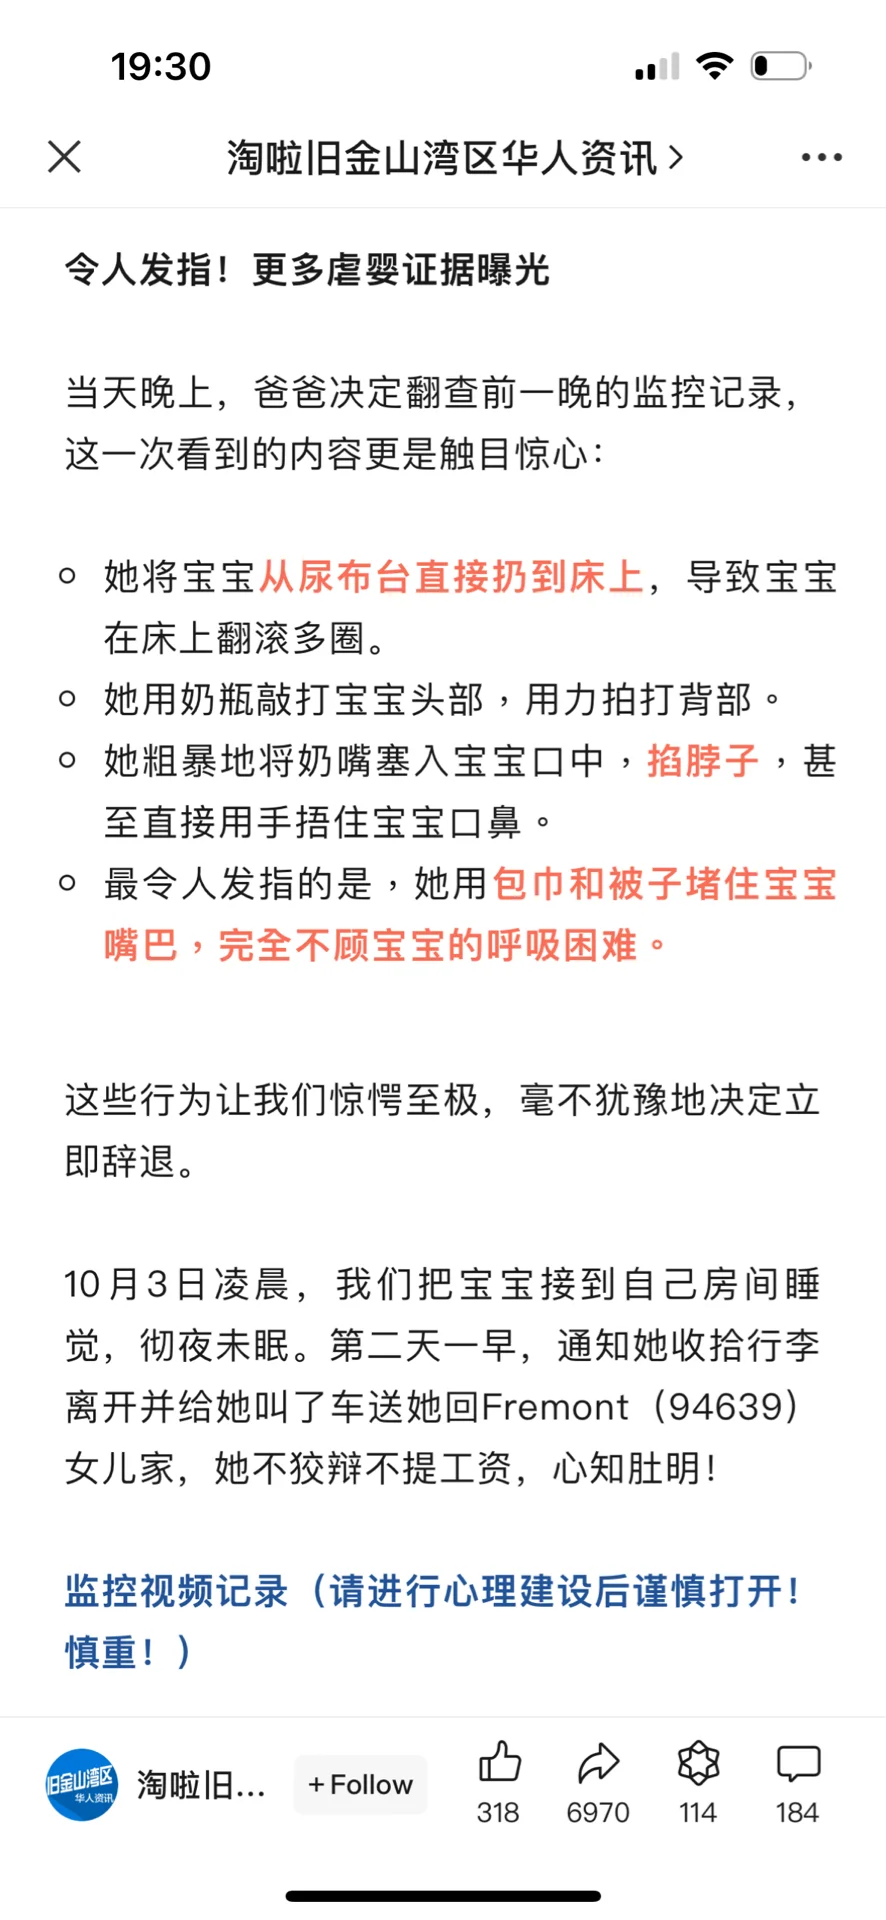 19:30
淘啦旧金山湾区华人资讯
令人发指！更多虐婴证据曝光
当天晚上，爸爸决定翻查前一晚的监控记录，
这一次看到的内容更是触目惊心：
她将宝宝从尿布台直接扔到床上，导致宝宝
在床上翻滚多圈。
她用奶瓶敲打宝宝头部，用力拍打背部。
她粗暴地将奶嘴塞入宝宝口中，掐脖子，甚
至直接用手捂住宝宝口鼻。
最令人发指的是，她用包巾和被子堵住宝宝
嘴巴，完全不顾宝宝的呼吸困难。
这些行为让我们惊愕至极，毫不犹豫地决定立
即辞退。
10月3日凌晨，我们把宝宝接到自己房间睡
觉，彻夜未眠。第二天一早，通知她收拾行李
离开并给她叫了车送她回Fremont（94639）
女儿家，她不狡辩不提工资，心知肚明！
监控视频记录（请进行心理建设后谨慎打开！
慎重！）
旧金山湾区
华人资讯
淘啦旧...
+Follow
318
6970
114
184